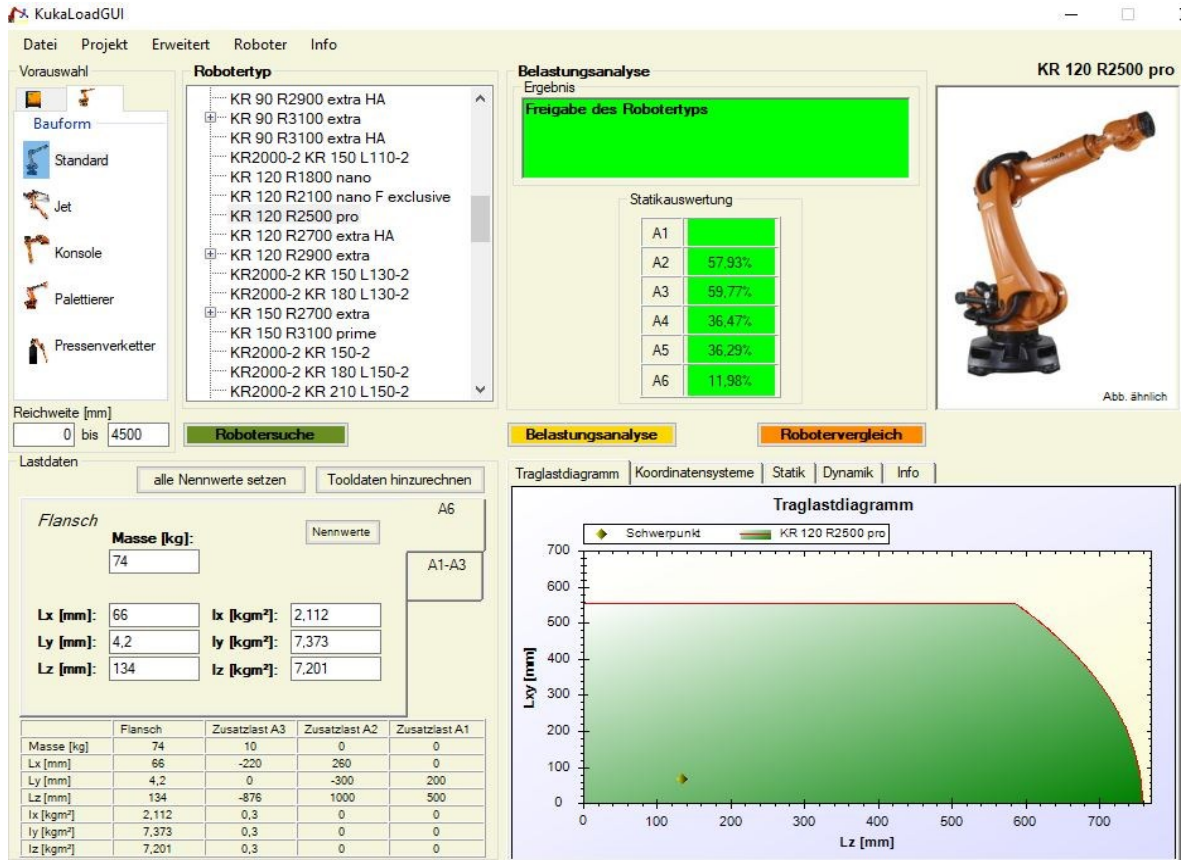 KukaLoadGUI
Datei Projekt Erweitert Roboter Info
Vorauswahl
Bauform
Standard
Jet
Konsole
Palettierer
Pressenverketter
Reichweite [mm]
0 bis 4500
Robotertyp
KR 90 R2900 extra HA
KR 90 R3100 extra
KR 90 R3100 extra HA
KR2000-2 KR 150 L110-2
KR 120 R1800 nano
KR 120 R2100 nano F exclusive
KR 120 R2500 pro
KR 120 R2700 extra HA
KR 120 R2900 extra
KR2000-2 KR 150 L130-2
KR2000-2 KR 180 L130-2
KR 150 R2700 extra
KR 150 R3100 prime
KR2000-2 KR 150-2
KR2000-2 KR 180 L150-2
KR2000-2 KR 210 L150-2
Robotersuche
Belastungsanalyse
Ergebnis
Freigabe des Robotertyps
Statikauswertung
A1
A2 57,93%
A3 59,77%
A4 36,47%
A5 36,29%
A6 11,98%
Belastungsanalyse
Robotervergleich
KR 120 R2500 pro
Abb. ähnlich
Lastdaten
alle Nennwerte setzen
Tooldaten hinzurechnen
A6
A1-A3
Flansch
Nennwerte
Masse [kg]:
74
Lx [mm]: 66 Ix [kgm²]: 2,112
Ly [mm]: 4,2 Iy [kgm²]: 7,373
Lz [mm]: 134 Iz [kgm²]: 7,201
Flansch Zusatzlast A3 Zusatzlast A2 Zusatzlast A1
Masse [kg] 74 10 0 0
Lx [mm] 66 -220 260 0
Ly [mm] 4,2 0 -300 200
Lz [mm] 134 -876 1000 500
Ix [kgm²] 2,112 0,3 0 0
Iy [kgm²] 7,373 0,3 0 0
Iz [kgm²] 7,201 0,3 0 0
Traglastdiagramm Koordinatensysteme Statik Dynamik Info
Traglastdiagramm
Schwerpunkt KR 120 R2500 pro
700
600
500
400
300
200
100
0
Lxy [mm]
0 100 200 300 400 500 600 700
Lz [mm]